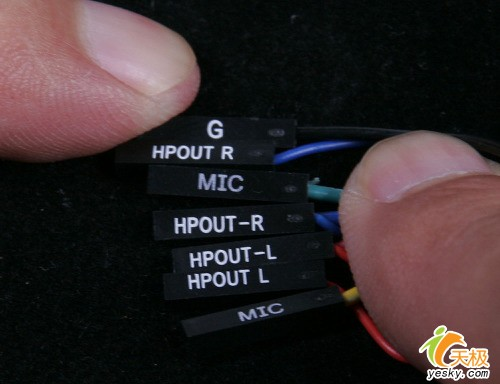 G
HPOUT R
MIC
HPOUT-R
HPOUT-L
HPOUT L
MIC
天极
yesky.com